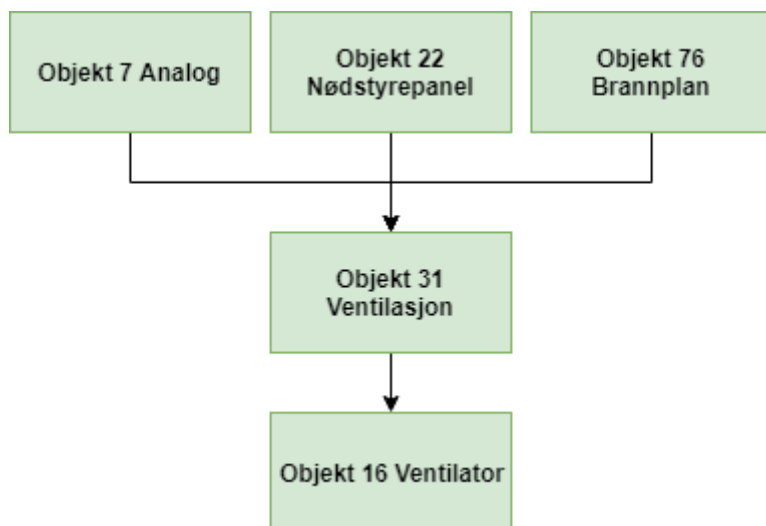 Objekt 7 Analog
Objekt 22
Nødstyrepanel
Objekt 76
Brannplan
Objekt 31
Ventilasjon
Objekt 16 Ventilator